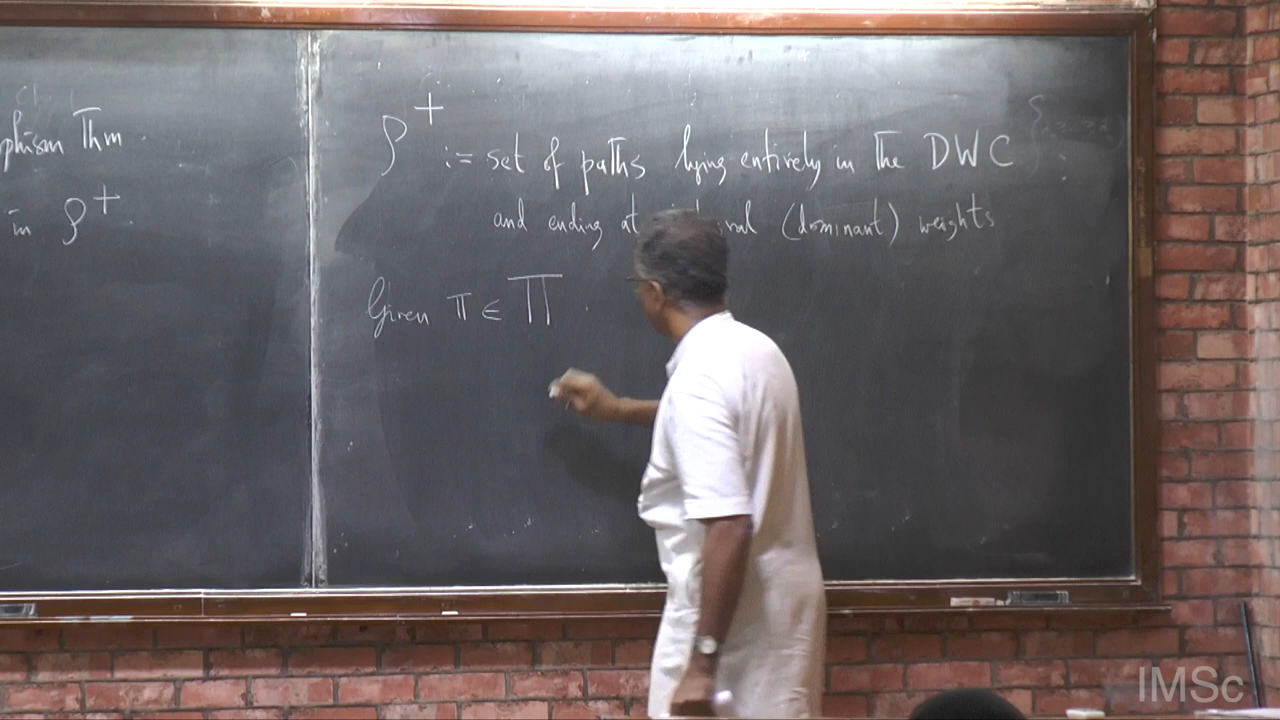 phism Thm.
in ρ⁺.
ρ⁺ := set of paths lying entirely in the DWC
and ending at (dominant) weights
Given π ∈ Π
IMSc